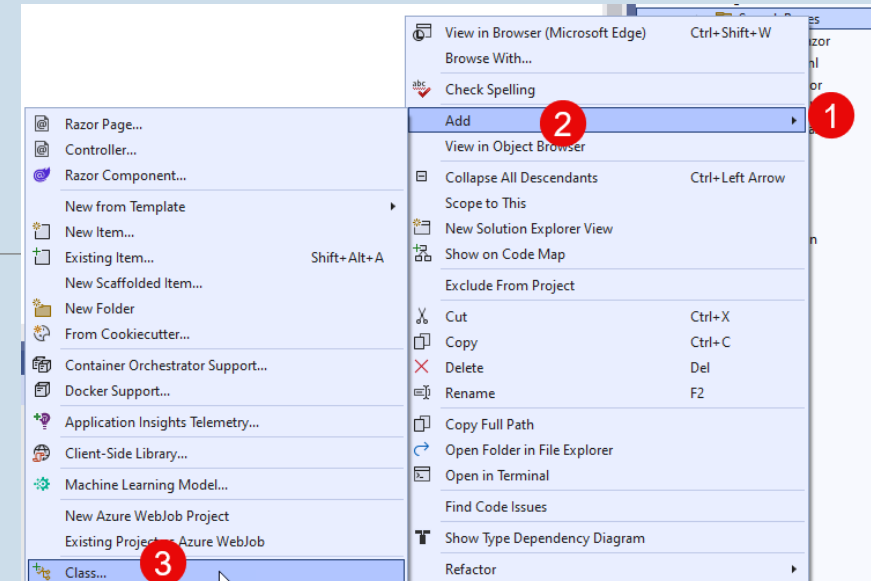 View in Browser (Microsoft Edge) Ctrl+Shift+W
Browse With...
Check Spelling
Add
1
2
View in Object Browser
Collapse All Descendants Ctrl+Left Arrow
Scope to This
New Solution Explorer View
Show on Code Map
Exclude From Project
Cut Ctrl+X
Copy Ctrl+C
Delete Del
Rename F2
Copy Full Path
Open Folder in File Explorer
Open in Terminal
Find Code Issues
Show Type Dependency Diagram
Refactor
Razor Page...
Controller...
Razor Component...
New from Template
New Item...
Existing Item... Shift+Alt+A
New Scaffolded Item...
New Folder
From Cookiecutter...
Container Orchestrator Support...
Docker Support...
Application Insights Telemetry...
Client-Side Library...
Machine Learning Model...
New Azure WebJob Project
Existing Project as Azure WebJob
3
Class...